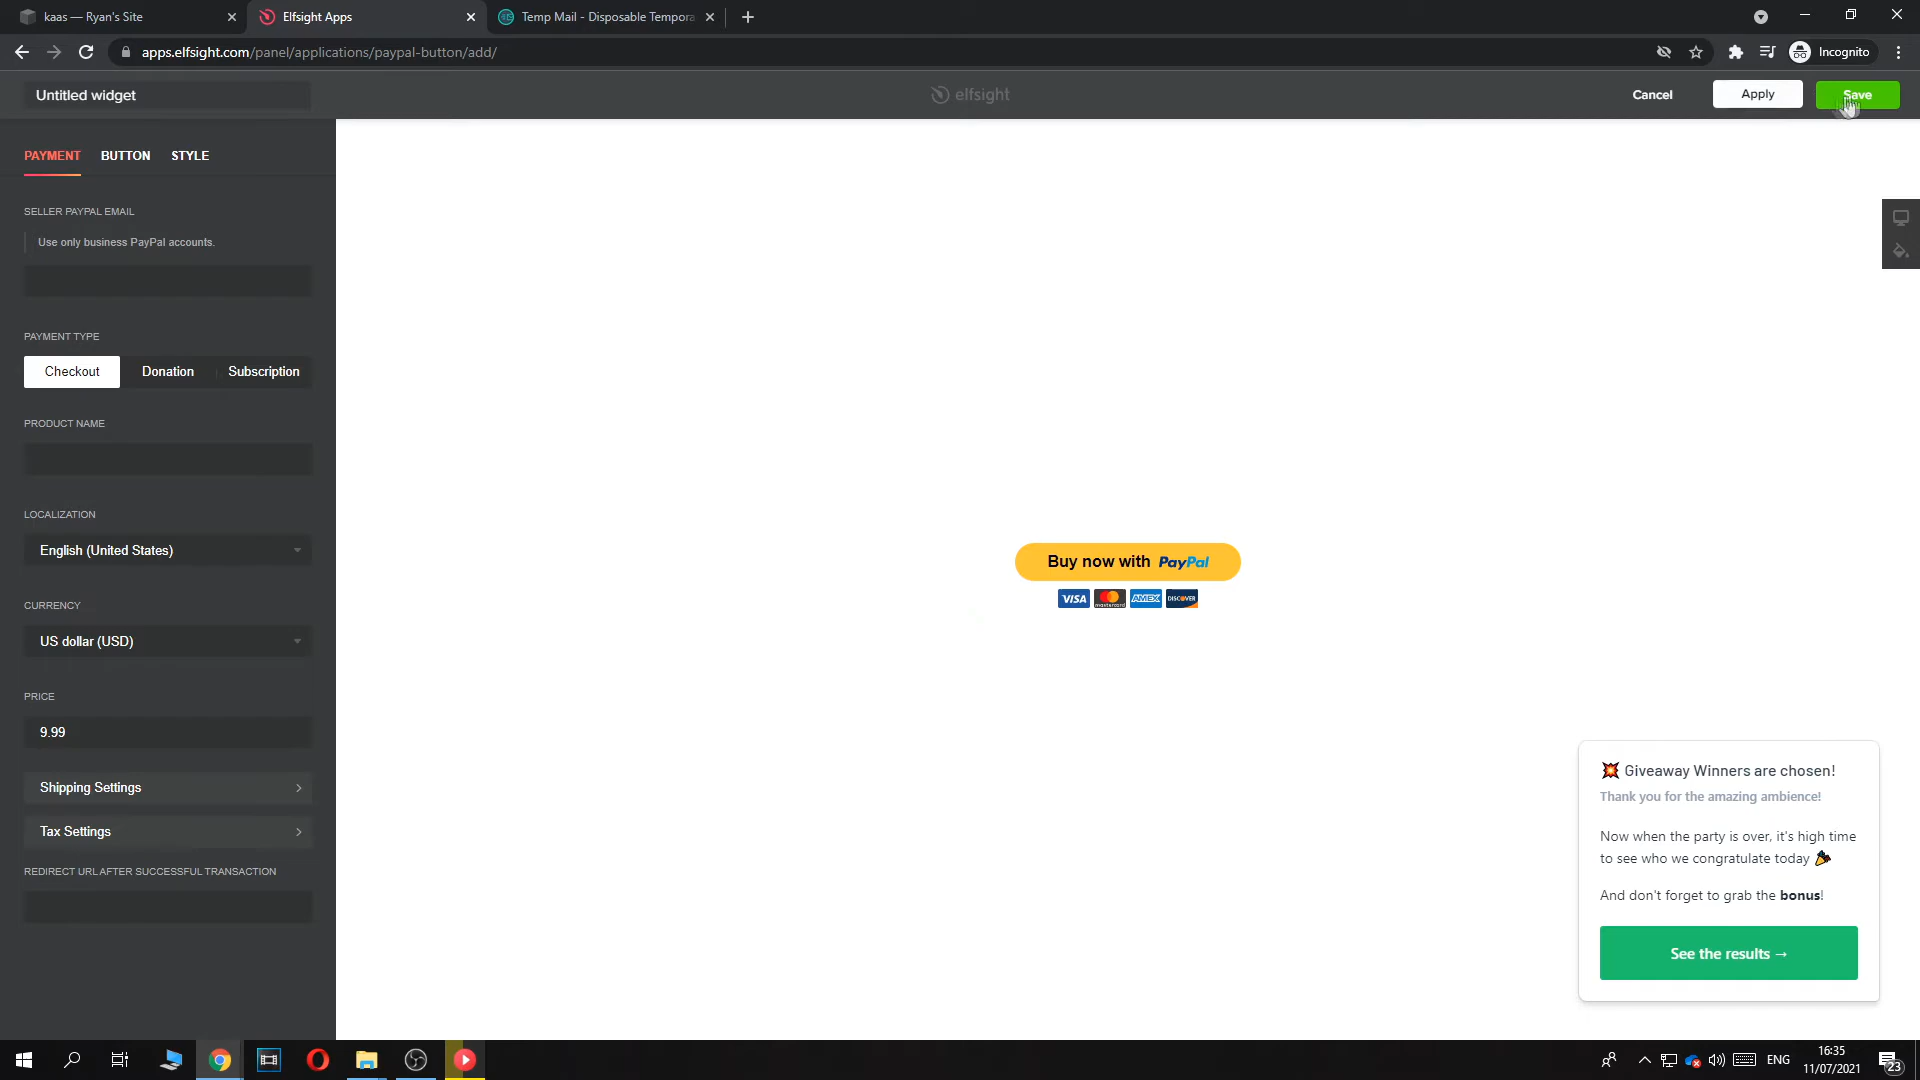 kaas — Ryan's Site
Elfsight Apps
Temp Mail - Disposable Tempora
apps.elfsight.com/panel/applications/paypal-button/add/
Incognito
Untitled widget
elfsight
Cancel
Apply
Save
PAYMENT
BUTTON
STYLE
SELLER PAYPAL EMAIL
Use only business PayPal accounts.
PAYMENT TYPE
Checkout
Donation
Subscription
PRODUCT NAME
LOCALIZATION
English (United States)
CURRENCY
US dollar (USD)
PRICE
9.99
Shipping Settings
Tax Settings
REDIRECT URL AFTER SUCCESSFUL TRANSACTION
Buy now with PayPal
VISA mastercard AMEX DISCOVER
💥 Giveaway Winners are chosen!
Thank you for the amazing ambience!
Now when the party is over, it's high time
to see who we congratulate today 🎉
And don't forget to grab the bonus!
See the results →
ENG
16:35
11/07/2021
23